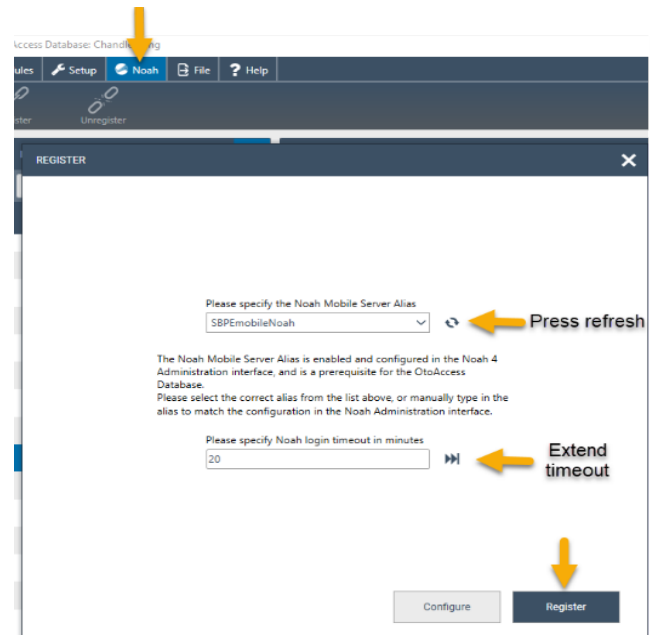 Access Database: Chandle ng
ules Setup Noah File ? Help
ster Unregister
REGISTER
Please specify the Noah Mobile Server Alias
SBPEmobileNoah
Press refresh
The Noah Mobile Server Alias is enabled and configured in the Noah 4
Administration interface, and is a prerequisite for the OtoAccess
Database.
Please select the correct alias from the list above, or manually type in the
alias to match the configuration in the Noah Administration interface.
Please specify Noah login timeout in minutes
20
Extend
timeout
Configure Register